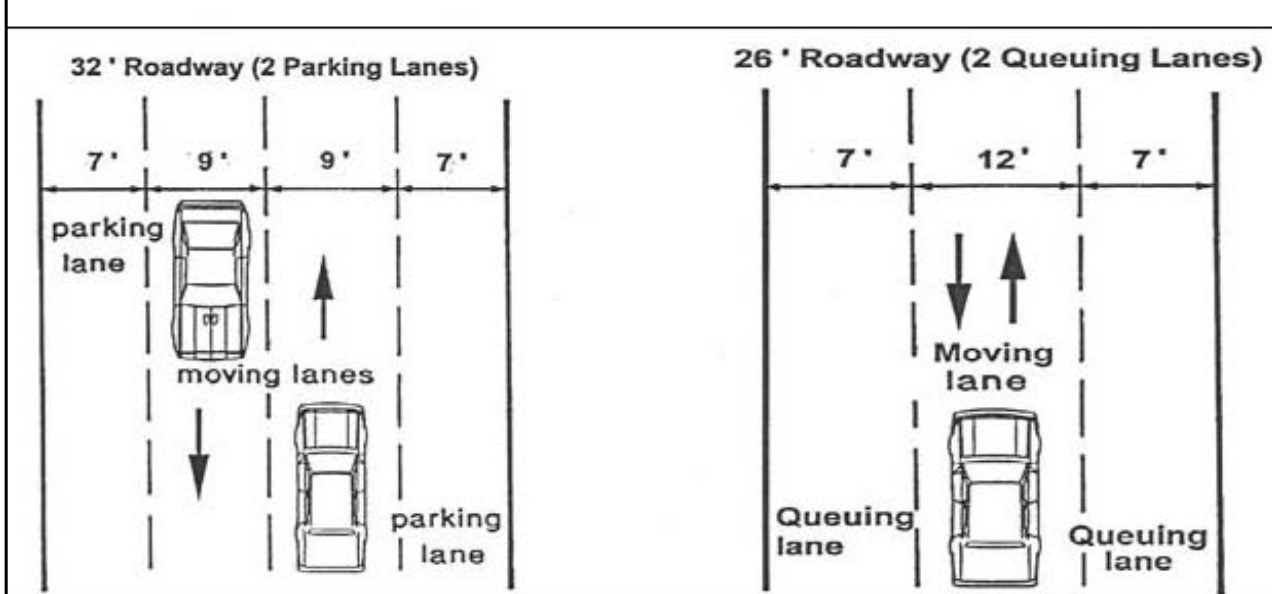 32 ' Roadway (2 Parking Lanes)
7 '
9 '
9 '
7 '
parking
lane
moving lanes
parking
lane
26 ' Roadway (2 Queuing Lanes)
7 '
12 '
7 '
Moving
lane
Queuing
lane
Queuing
lane